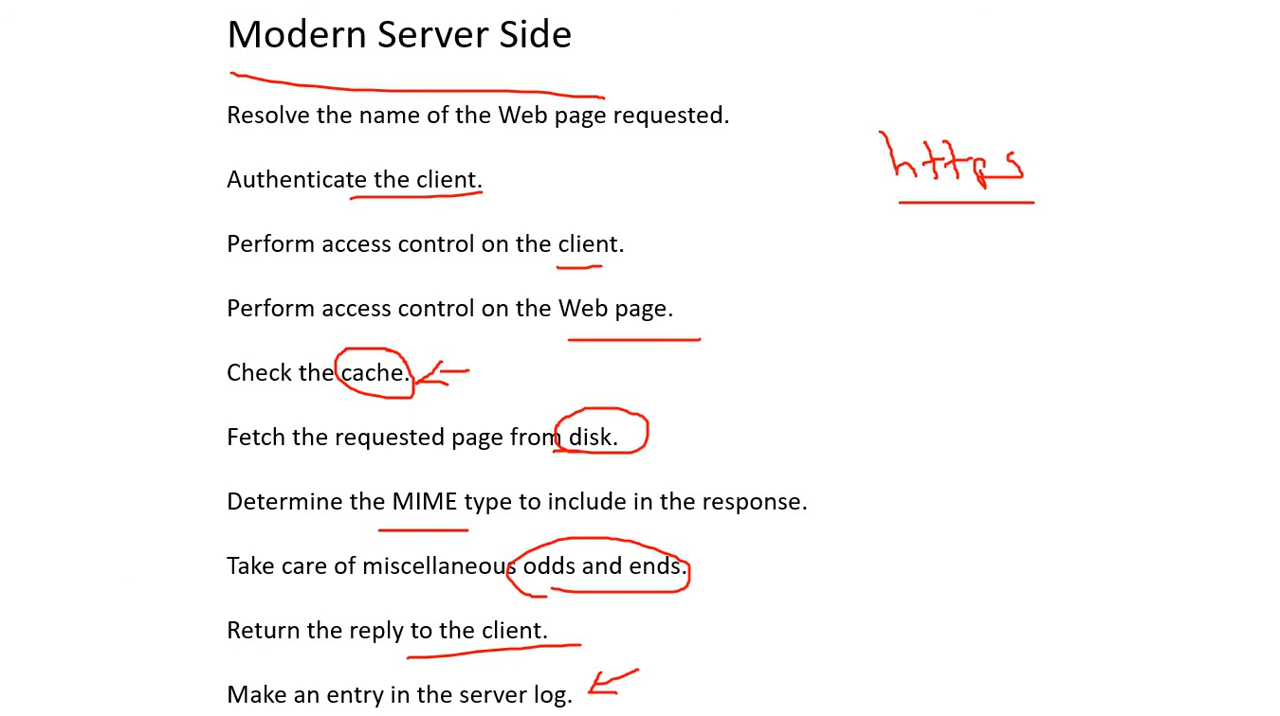 Modern Server Side
Resolve the name of the Web page requested.
https
Authenticate the client.
Perform access control on the client.
Perform access control on the Web page.
Check the cache.
Fetch the requested page from disk.
Determine the MIME type to include in the response.
Take care of miscellaneous odds and ends.
Return the reply to the client.
Make an entry in the server log.